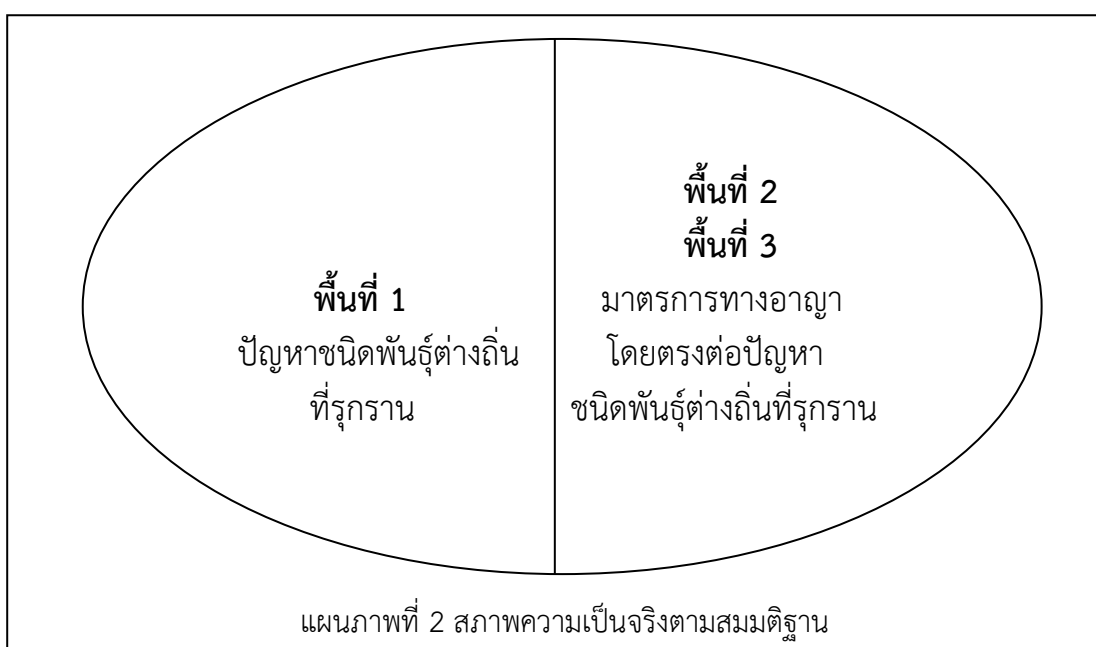 พื้นที่ 1
ปัญหาชนิดพันธุ์ต่างถิ่น
ที่รุกราน
พื้นที่ 2
พื้นที่ 3
มาตรการทางอาญา
โดยตรงต่อปัญหา
ชนิดพันธุ์ต่างถิ่นที่รุกราน
แผนภาพที่ 2 สภาพความเป็นจริงตามสมมติฐาน